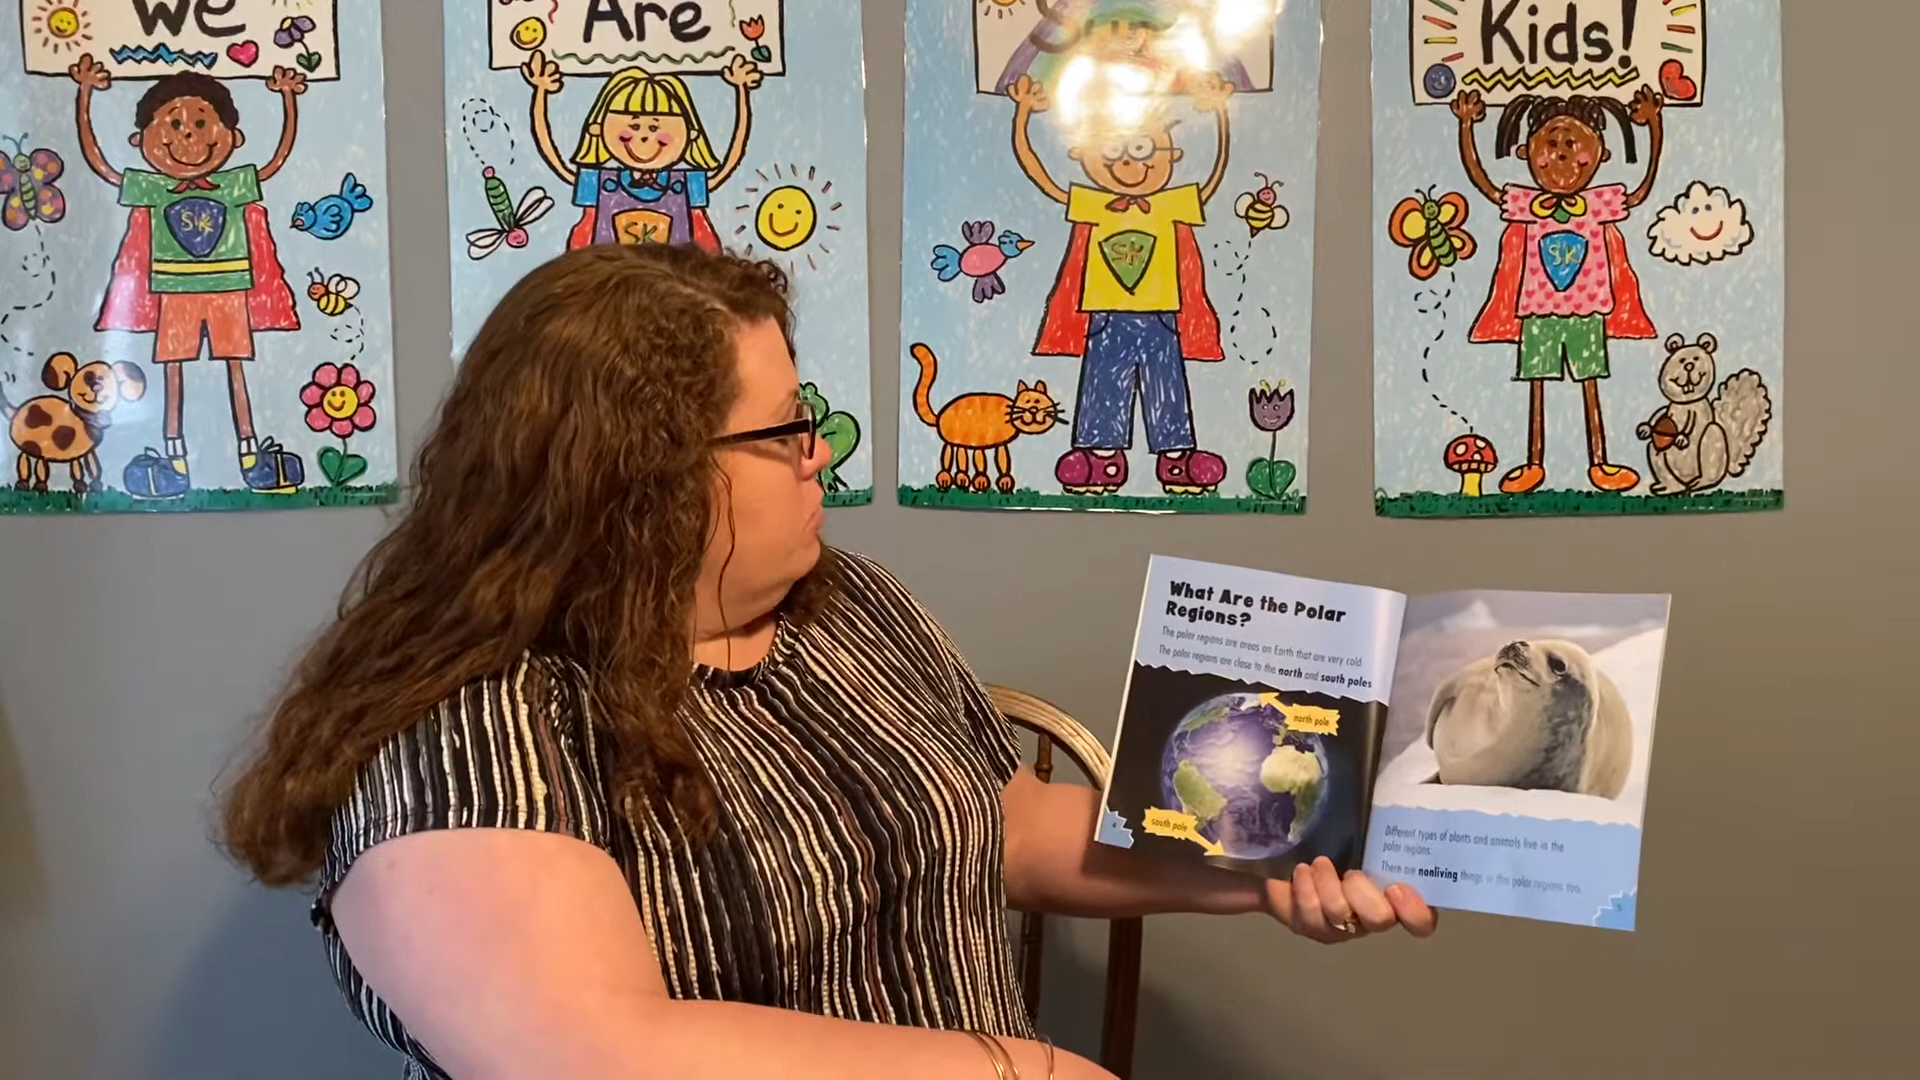 We
Are
Kids!
SK
SK
SK
SK
What Are the Polar
Regions?
The polar regions are areas on Earth that are very cold.
The polar regions are close to the north and south poles
north pole
south pole
4
Different types of plants and animals live in the
polar regions.
There are nonliving things in the polar regions too.
5